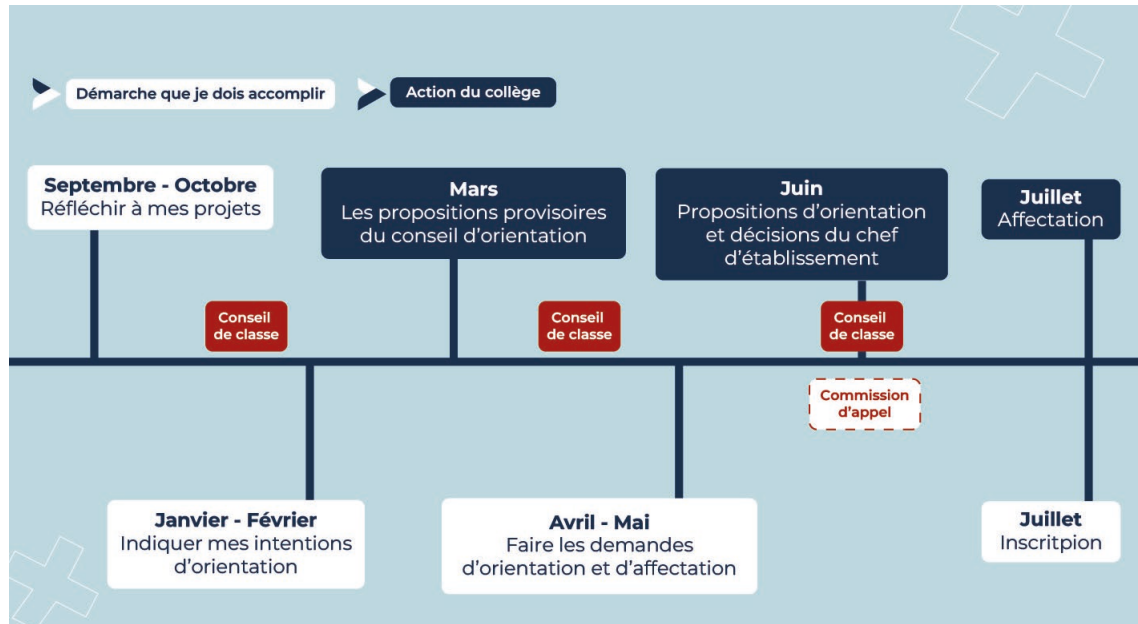 Démarche que je dois accomplir
Action du collège
Septembre - Octobre
Réfléchir à mes projets
Mars
Les propositions provisoires
du conseil d'orientation
Juin
Propositions d'orientation
et décisions du chef
d'établissement
Juillet
Affectation
Conseil
de classe
Conseil
de classe
Conseil
de classe
Commission
d'appel
Janvier - Février
Indiquer mes intentions
d'orientation
Avril - Mai
Faire les demandes
d'orientation et d'affectation
Juillet
Inscritpion